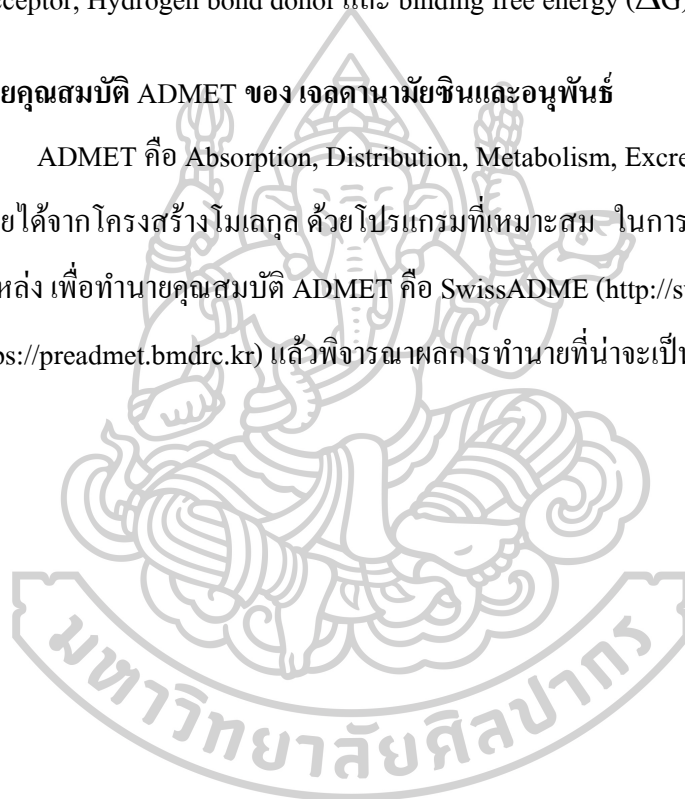 cceptor, Hydrogen bond donor และ binding free energy (ΔG)
ยคุณสมบัติ ADMET ของ เจลดานามัยซินและอนุพันธ์
ADMET คือ Absorption, Distribution, Metabolism, Excre
ยได้จากโครงสร้างโมเลกุล ด้วยโปรแกรมที่เหมาะสม ในการ
หล่ง เพื่อทำนายคุณสมบัติ ADMET คือ SwissADME (http://s
ps://preadmet.bmdrc.kr) แล้วพิจารณาผลการทำนายที่น่าจะเป็น
มหาวิทยาลัยศิลปากร